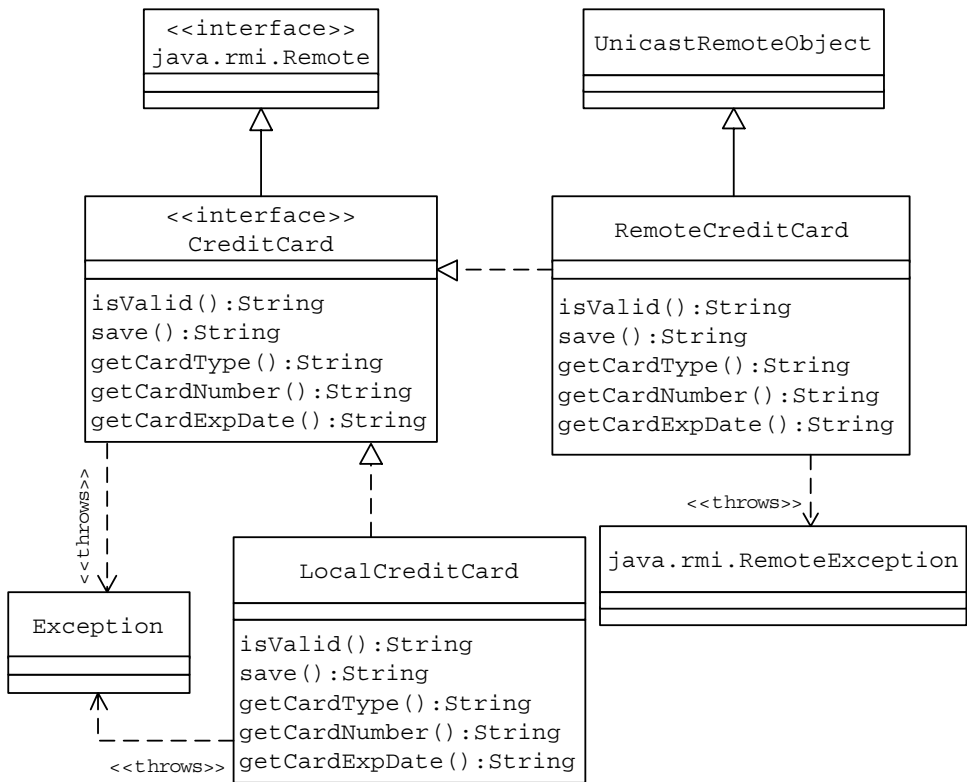 <<interface>>
java.rmi.Remote
UnicastRemoteObject
<<interface>>
CreditCard
isValid():String
save():String
getCardType():String
getCardNumber():String
getCardExpDate():String
RemoteCreditCard
isValid():String
save():String
getCardType():String
getCardNumber():String
getCardExpDate():String
<<throws>>
<<throws>>
java.rmi.RemoteException
Exception
LocalCreditCard
isValid():String
save():String
getCardType():String
getCardNumber():String
getCardExpDate():String
<<throws>>